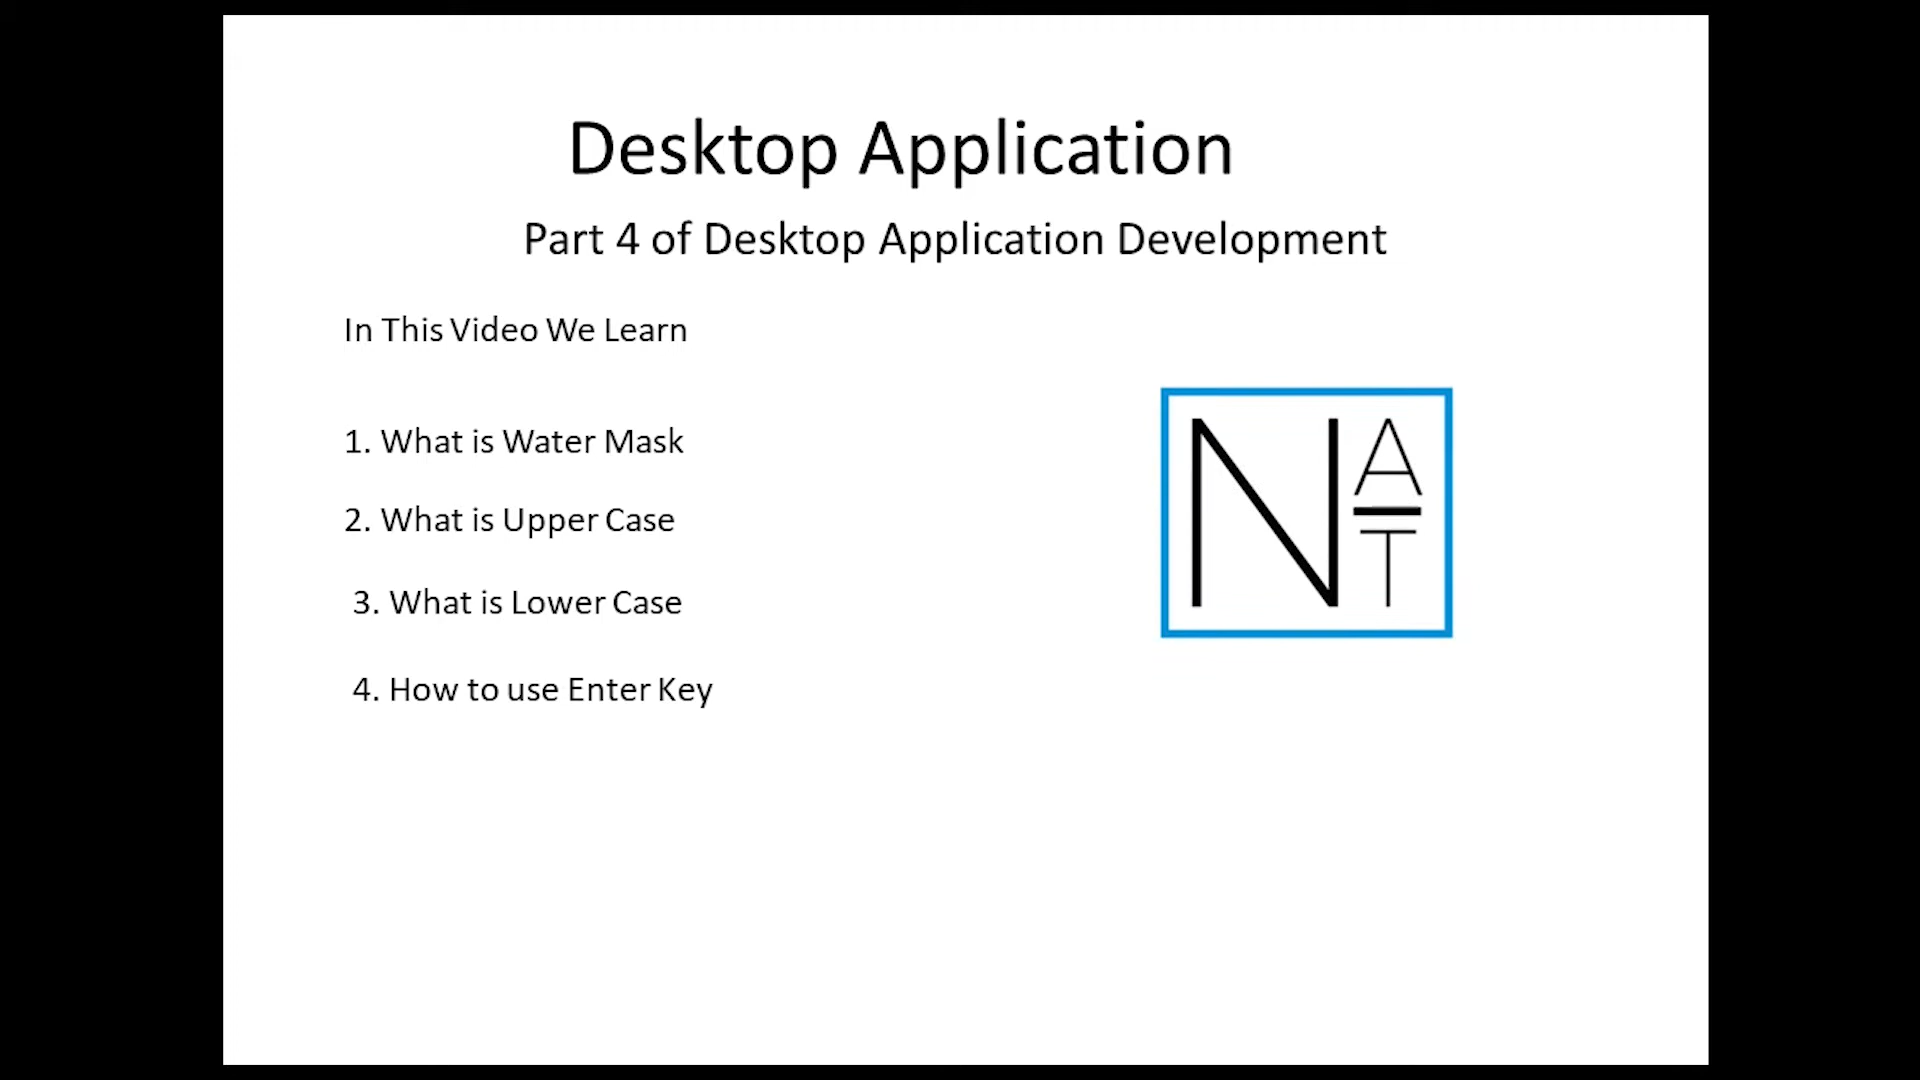 Desktop Application
Part 4 of Desktop Application Development
In This Video We Learn
1. What is Water Mask
2. What is Upper Case
3. What is Lower Case
4. How to use Enter Key
NAT